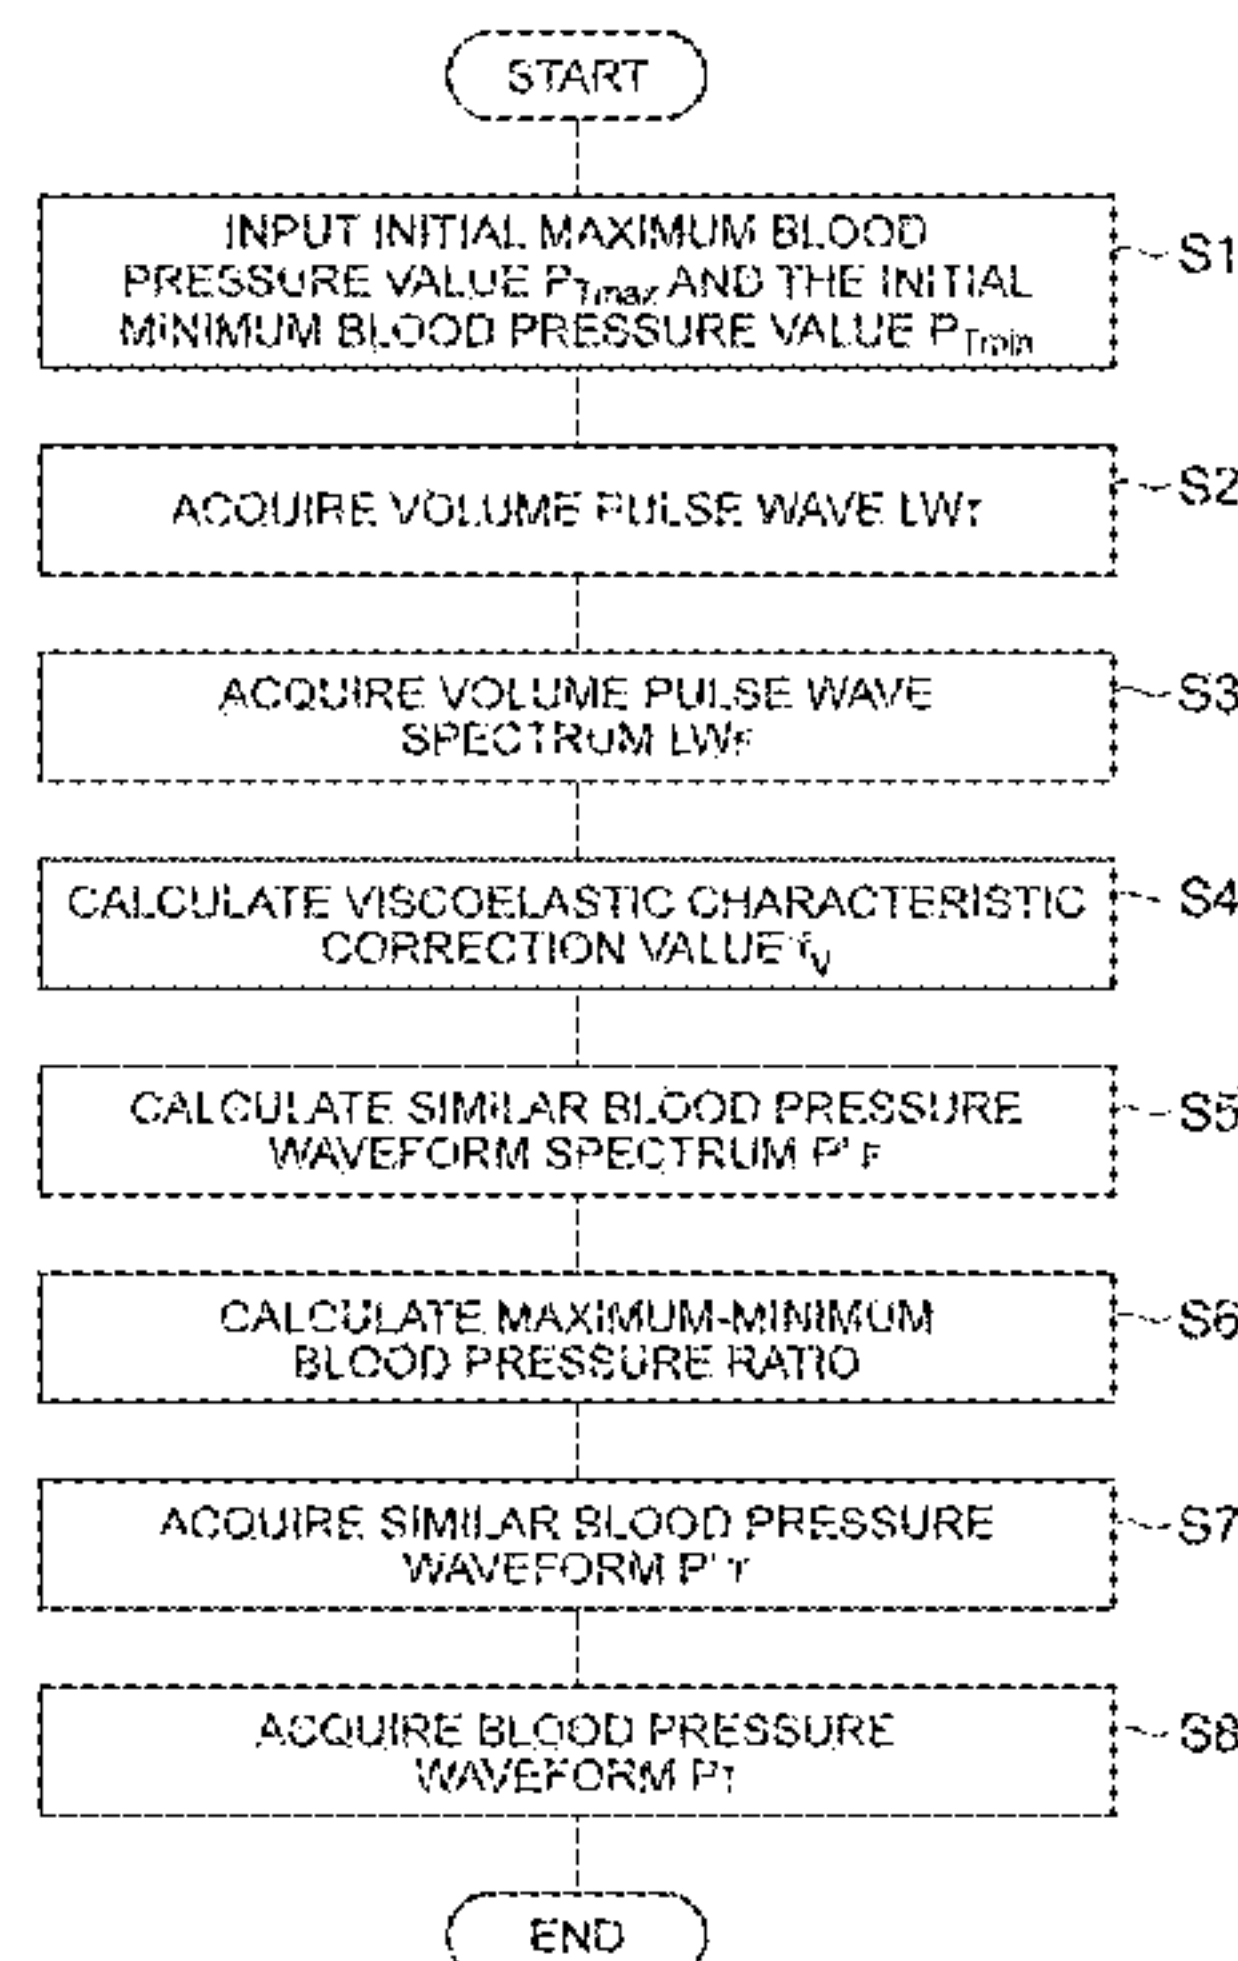 START
INPUT INITIAL MAXIMUM BLOOD
PRESSURE VALUE PTmax AND THE INITIAL
MINIMUM BLOOD PRESSURE VALUE PTmin
S1
ACQUIRE VOLUME PULSE WAVE LWT
S2
ACQUIRE VOLUME PULSE WAVE
SPECTRUM LWF
S3
CALCULATE VISCOELASTIC CHARACTERISTIC
CORRECTION VALUE fV
S4
CALCULATE SIMILAR BLOOD PRESSURE
WAVEFORM SPECTRUM P'F
S5
CALCULATE MAXIMUM-MINIMUM
BLOOD PRESSURE RATIO
S6
ACQUIRE SIMILAR BLOOD PRESSURE
WAVEFORM P'T
S7
ACQUIRE BLOOD PRESSURE
WAVEFORM PT
S8
END